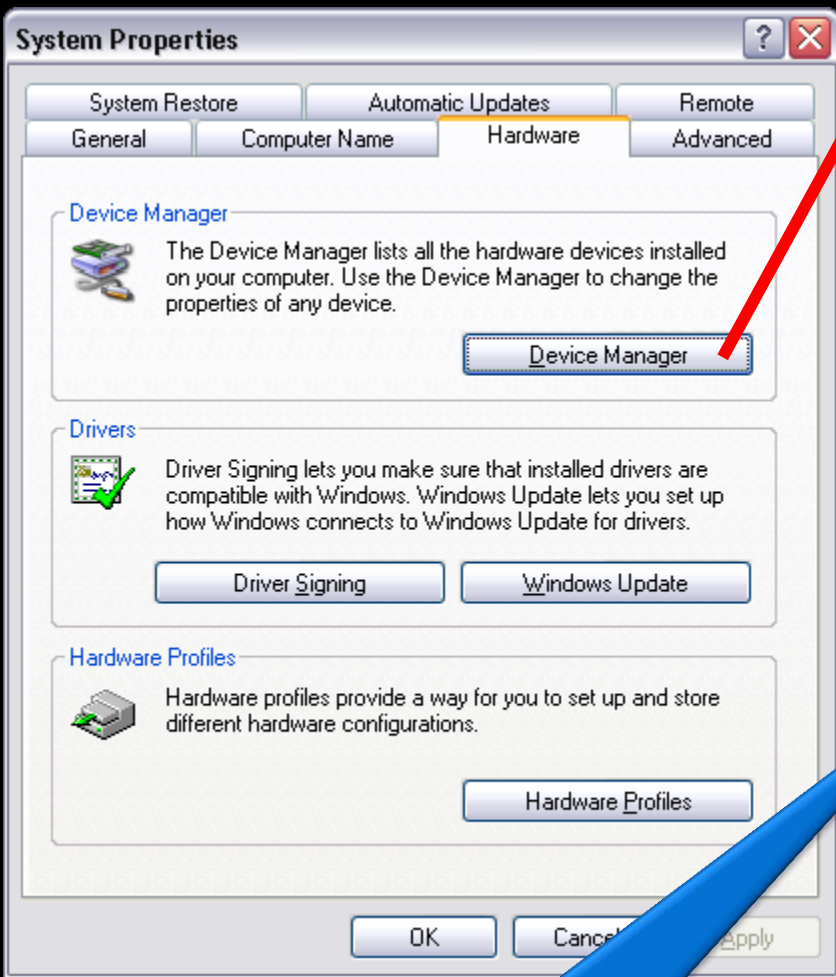 System Properties
System Restore Automatic Updates Remote
General Computer Name Hardware Advanced
Device Manager
The Device Manager lists all the hardware devices installed
on your computer. Use the Device Manager to change the
properties of any device.
Device Manager
Drivers
Driver Signing lets you make sure that installed drivers are
compatible with Windows. Windows Update lets you set up
how Windows connects to Windows Update for drivers.
Driver Signing Windows Update
Hardware Profiles
Hardware profiles provide a way for you to set up and store
different hardware configurations.
Hardware Profiles
OK Cancel Apply